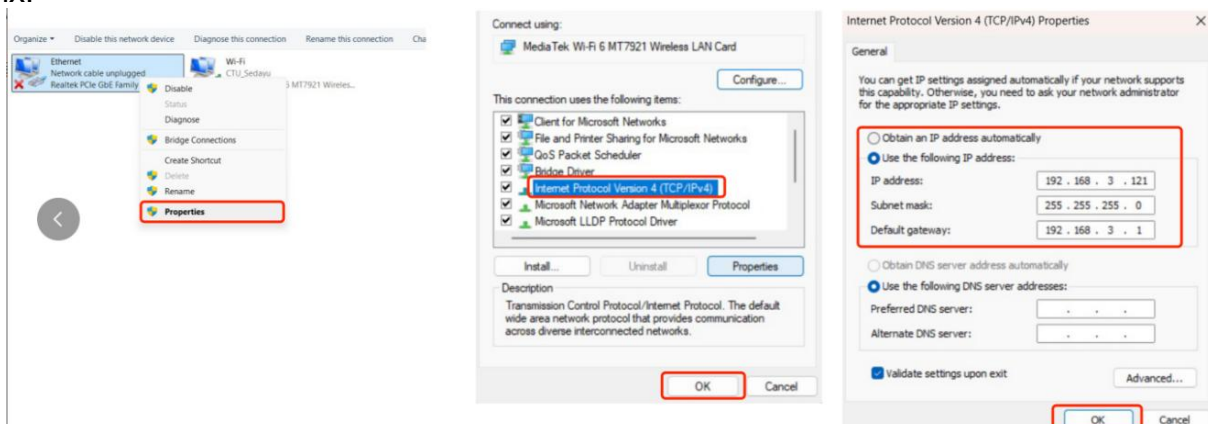 Organize
Disable this network device
Diagnose this connection
Rename this connection
Ethernet
Network cable unplugged
Realtek PCIe GbE Family
Wi-Fi
CTU_Sedayu
MT7921 Wireles...
Disable
Status
Diagnose
Bridge Connections
Create Shortcut
Delete
Rename
Properties
Connect using:
MediaTek Wi-Fi 6 MT7921 Wireless LAN Card
Configure...
This connection uses the following items:
Client for Microsoft Networks
File and Printer Sharing for Microsoft Networks
QoS Packet Scheduler
Bridge Driver
Internet Protocol Version 4 (TCP/IPv4)
Microsoft Network Adapter Multiplexor Protocol
Microsoft LLDP Protocol Driver
Install...
Uninstall
Properties
Description
Transmission Control Protocol/Internet Protocol. The default
wide area network protocol that provides communication
across diverse interconnected networks.
OK
Cancel
Internet Protocol Version 4 (TCP/IPv4) Properties
General
You can get IP settings assigned automatically if your network supports
this capability. Otherwise, you need to ask your network administrator
for the appropriate IP settings.
Obtain an IP address automatically
Use the following IP address:
IP address: 192 . 168 . 3 . 121
Subnet mask: 255 . 255 . 255 . 0
Default gateway: 192 . 168 . 3 . 1
Obtain DNS server address automatically
Use the following DNS server addresses:
Preferred DNS server: . . .
Alternate DNS server: . . .
Validate settings upon exit
Advanced...
OK
Cancel